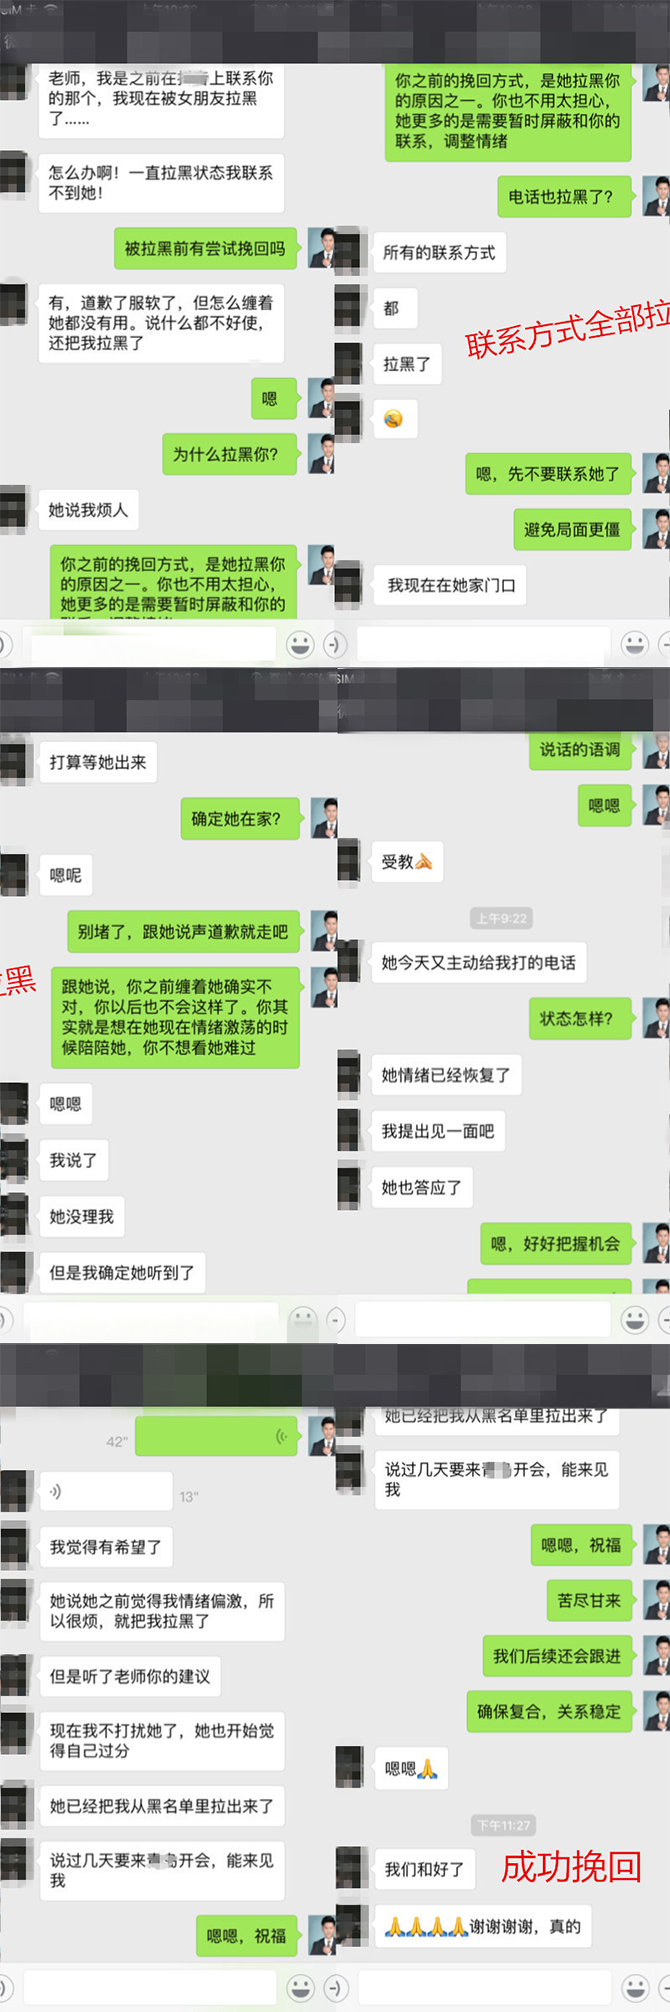 老师，我是之前在抖音上联系你
的那个，我现在被女朋友拉黑
了……
怎么办啊！一直拉黑状态我联系
不到她！
被拉黑前有尝试挽回吗
有，道歉了服软了，但怎么缠着
她都没有用。说什么都不好使，
还把我拉黑了
嗯
为什么拉黑你？
她说我烦人
你之前的挽回方式，是她拉黑你
的原因之一。你也不用太担心，
她更多的是需要暂时屏蔽和你的
你之前的挽回方式，是她拉黑你
的原因之一。你也不用太担心，
她更多的是需要暂时屏蔽和你的
联系，调整情绪
电话也拉黑了？
所有的联系方式
都
拉黑了
联系方式全部拉
嗯，先不要联系她了
避免局面更僵
我现在在她家门口
打算等她出来
确定她在家？
嗯呢
别堵了，跟她说声道歉就走吧
黑
跟她说，你之前缠着她确实不
对，你以后也不会这样了。你其
实就是想在她现在情绪激荡的时
候陪陪她，你不想看她难过
嗯嗯
我说了
她没理我
但是我确定她听到了
说话的语调
嗯嗯
受教
上午9:22
她今天又主动给我打的电话
状态怎样？
她情绪已经恢复了
我提出见一面吧
她也答应了
嗯，好好把握机会
42"
13"
我觉得有希望了
她说她之前觉得我情绪偏激，所
以很烦，就把我拉黑了
但是听了老师你的建议
现在我不打扰她了，她也开始觉
得自己过分
她已经把我从黑名单里拉出来了
说过几天要来青岛开会，能来见
我
嗯嗯，祝福
她已经把我从黑名单里拉出来了
说过几天要来青 开会，能来见
我
嗯嗯，祝福
苦尽甘来
我们后续还会跟进
确保复合，关系稳定
嗯嗯🙏
下午11:27
我们和好了
成功挽回
🙏🙏🙏🙏谢谢谢谢，真的